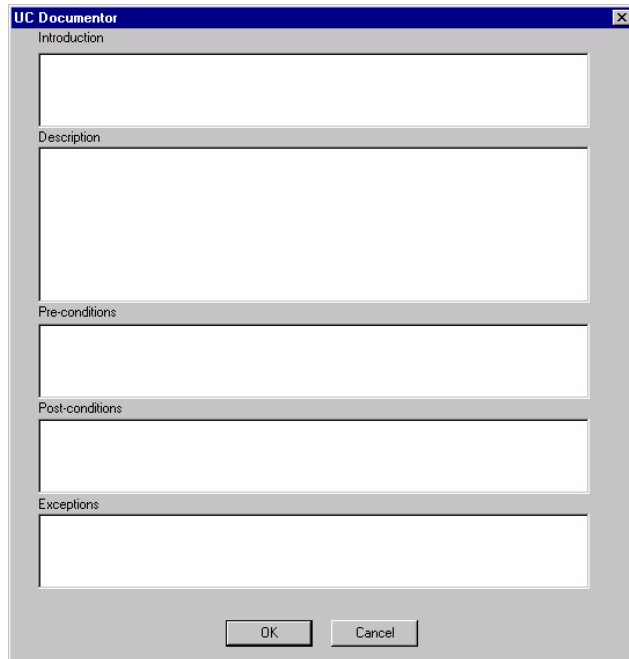 UC Documentor
Introduction
Description
Pre-conditions
Post-conditions
Exceptions
OK Cancel